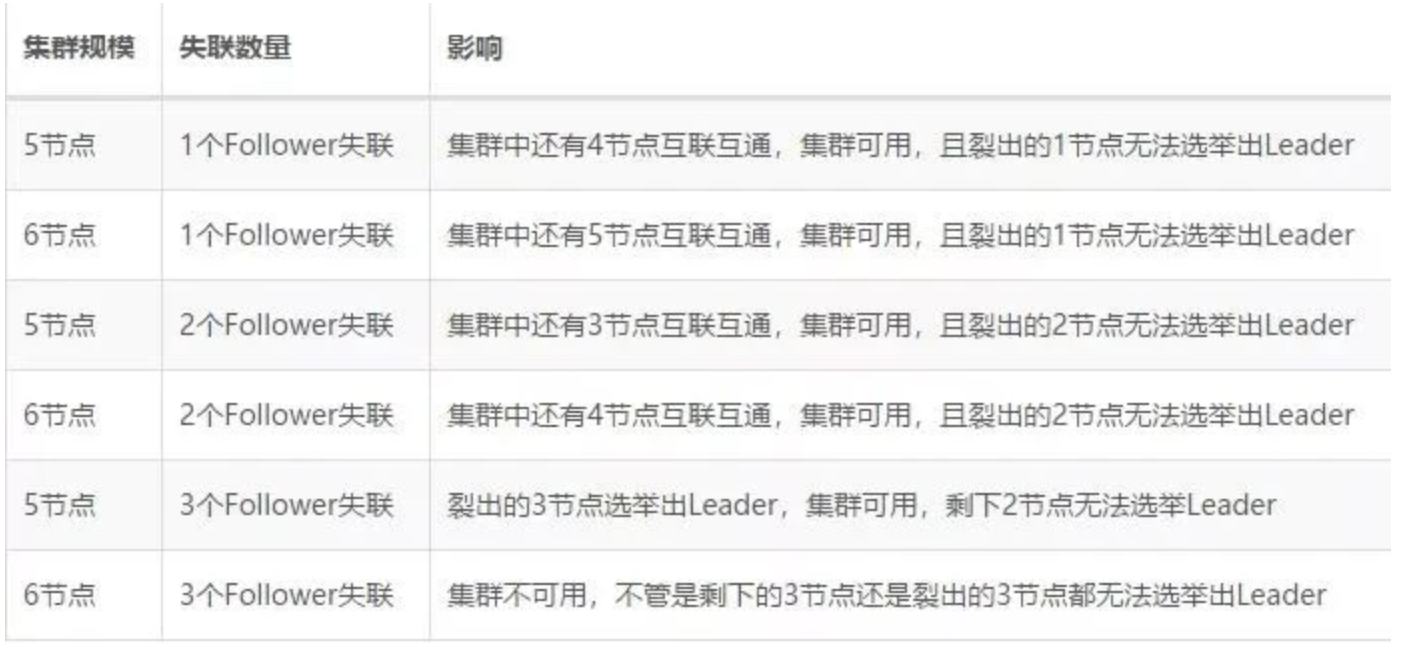 集群规模 失联数量 影响
5节点 1个Follower失联 集群中还有4节点互联互通，集群可用，且裂出的1节点无法选举出Leader
6节点 1个Follower失联 集群中还有5节点互联互通，集群可用，且裂出的1节点无法选举出Leader
5节点 2个Follower失联 集群中还有3节点互联互通，集群可用，且裂出的2节点无法选举出Leader
6节点 2个Follower失联 集群中还有4节点互联互通，集群可用，且裂出的2节点无法选举出Leader
5节点 3个Follower失联 裂出的3节点选举出Leader，集群可用，剩下2节点无法选举Leader
6节点 3个Follower失联 集群不可用，不管是剩下的3节点还是裂出的3节点都无法选举出Leader